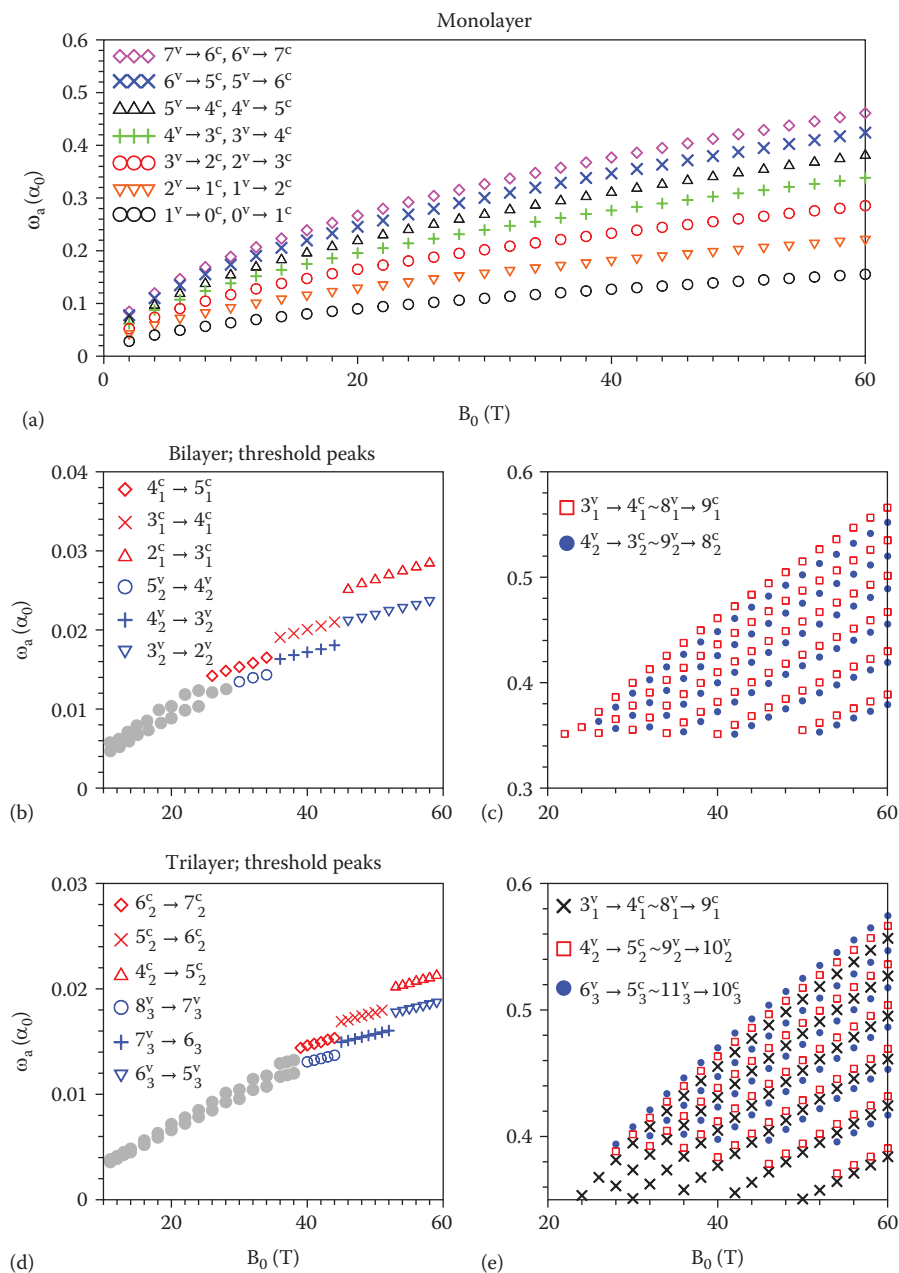 Monolayer
0.6
0.5
0.4
0.3
0.2
0.1
0
ωₐ (α₀)
7ᵛ → 6ᶜ, 6ᵛ → 7ᶜ
6ᵛ → 5ᶜ, 5ᵛ → 6ᶜ
5ᵛ → 4ᶜ, 4ᵛ → 5ᶜ
4ᵛ → 3ᶜ, 3ᵛ → 4ᶜ
3ᵛ → 2ᶜ, 2ᵛ → 3ᶜ
2ᵛ → 1ᶜ, 1ᵛ → 2ᶜ
1ᵛ → 0ᶜ, 0ᵛ → 1ᶜ
0 20 40 60
B₀ (T)
(a)
Bilayer; threshold peaks
0.04
0.03
0.02
0.01
0
ωₐ (α₀)
4₁ᶜ → 5₁ᶜ
3₁ᶜ → 4₁ᶜ
2₁ᶜ → 3₁ᶜ
5₂ᵛ → 4₂ᵛ
4₂ᵛ → 3₂ᵛ
3₂ᵛ → 2₂ᵛ
20 40 60
(b)
0.6
0.5
0.4
0.3
3₁ᵛ → 4₁ᶜ ~ 8₁ᵛ → 9₁ᶜ
4₂ᵛ → 3₂ᶜ ~ 9₂ᵛ → 8₂ᶜ
20 40 60
(c)
Trilayer; threshold peaks
0.03
0.02
0.01
0
ωₐ (α₀)
6₂ᶜ → 7₂ᶜ
5₂ᶜ → 6₂ᶜ
4₂ᶜ → 5₂ᶜ
8₃ᵛ → 7₃ᵛ
7₃ᵛ → 6₃
6₃ᵛ → 5₃ᵛ
20 40 60
B₀ (T)
(d)
0.6
0.5
0.4
3₁ᵛ → 4₁ᶜ ~ 8₁ᵛ → 9₁ᶜ
4₂ᵛ → 5₂ᶜ ~ 9₂ᵛ → 10₂ᵛ
6₃ᵛ → 5₃ᶜ ~ 11₃ᵛ → 10₃ᶜ
20 40 60
B₀ (T)
(e)